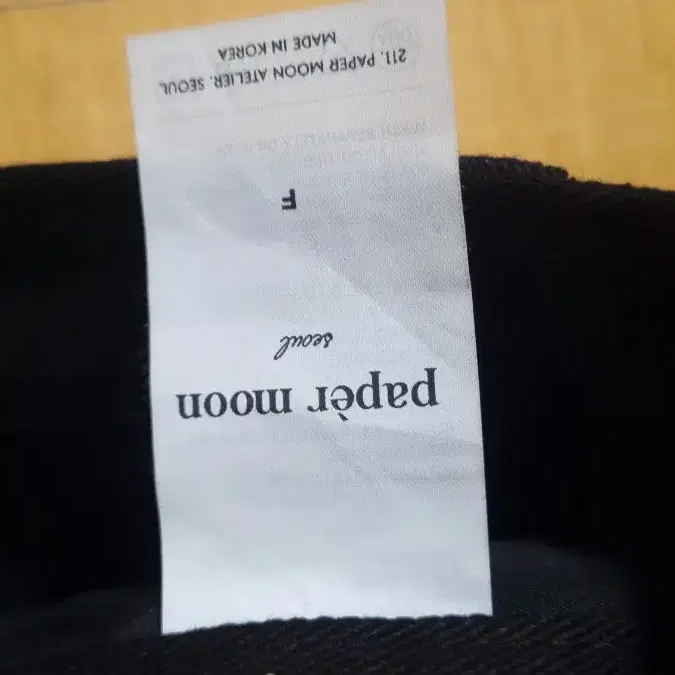 papèr moon
seoul
F
211. PAPER MOON ATELIER. SEOUL
MADE IN KOREA